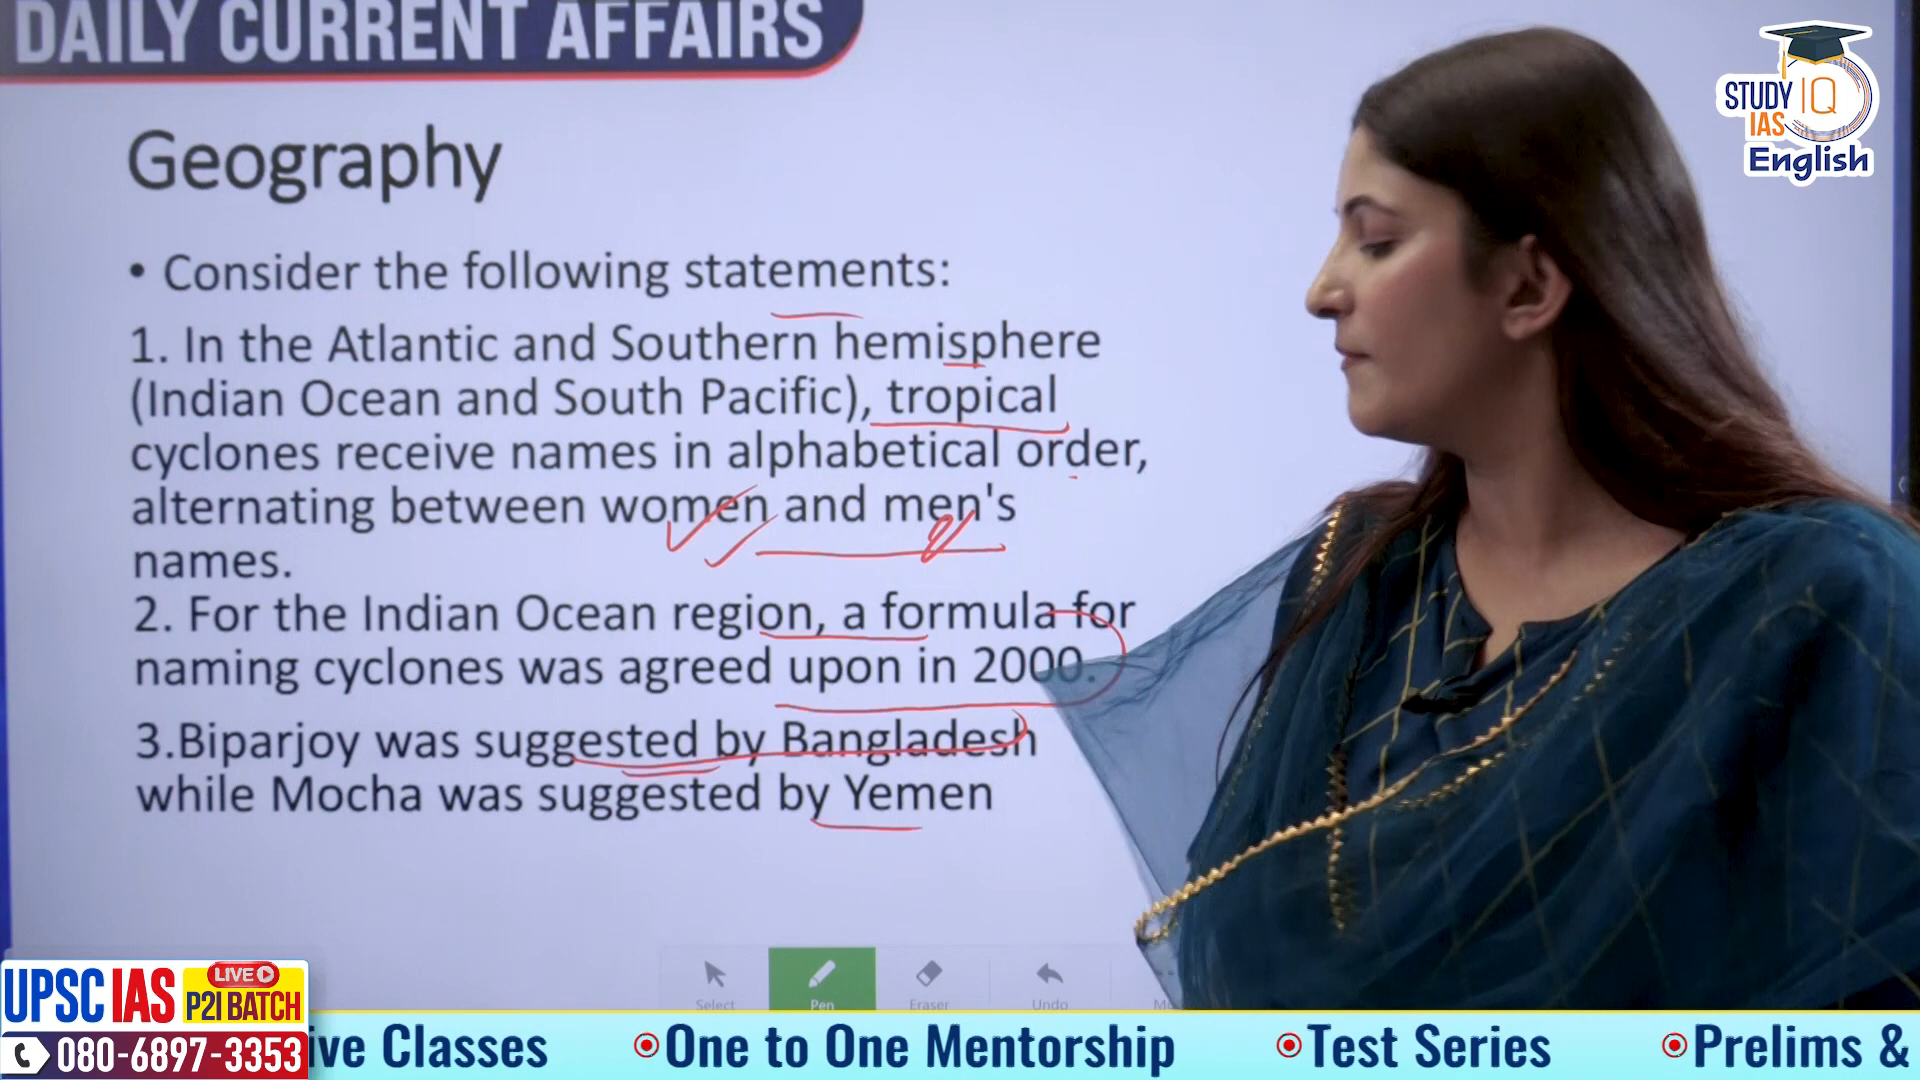 DAILY CURRENT AFFAIRS
STUDY IQ
IAS
English
Geography
• Consider the following statements:
1. In the Atlantic and Southern hemisphere
(Indian Ocean and South Pacific), tropical
cyclones receive names in alphabetical order,
alternating between women and men's
names.
2. For the Indian Ocean region, a formula for
naming cyclones was agreed upon in 2000.
3.Biparjoy was suggested by Bangladesh
while Mocha was suggested by Yemen
Select Pen Eraser Undo
UPSC IAS LIVE P2I BATCH
080-6897-3353
ive Classes One to One Mentorship Test Series Prelims &